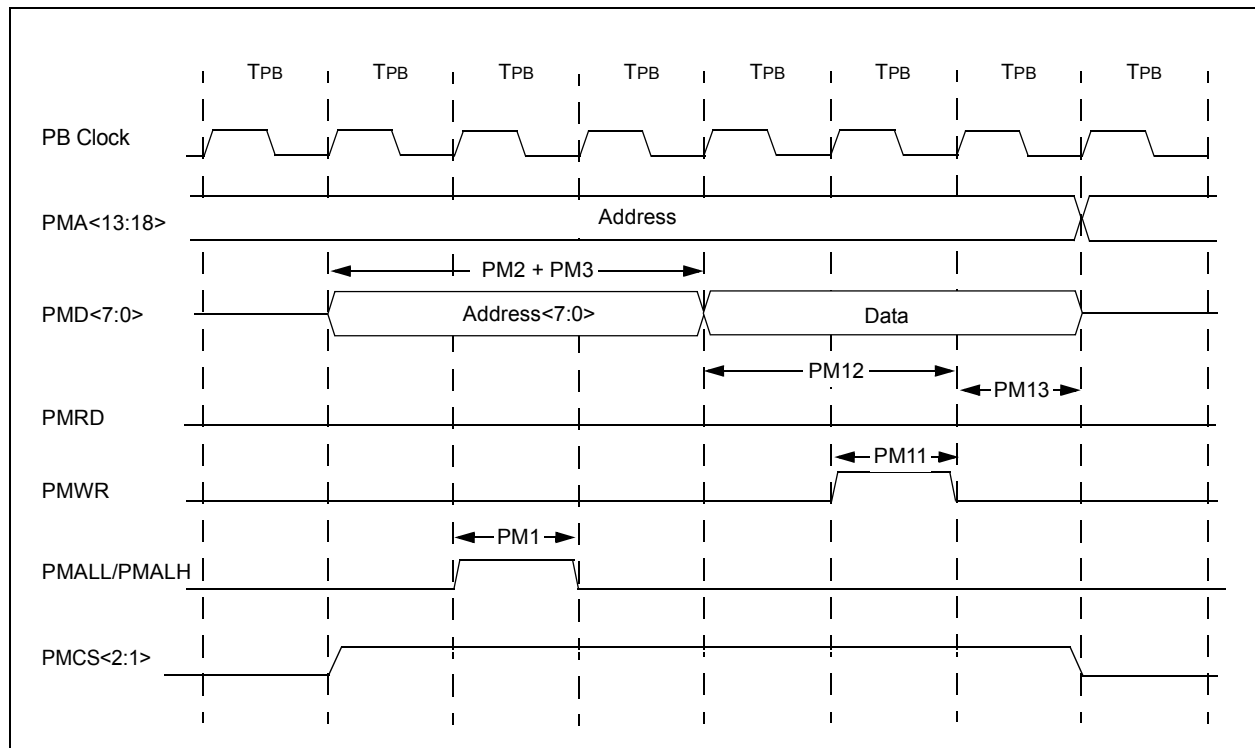 TPB TPB TPB TPB TPB TPB TPB TPB
PB Clock
PMA<13:18> Address
PM2 + PM3
PMD<7:0> Address<7:0> Data
PM12
PM13
PMRD
PM11
PMWR
PM1
PMALL/PMALH
PMCS<2:1>